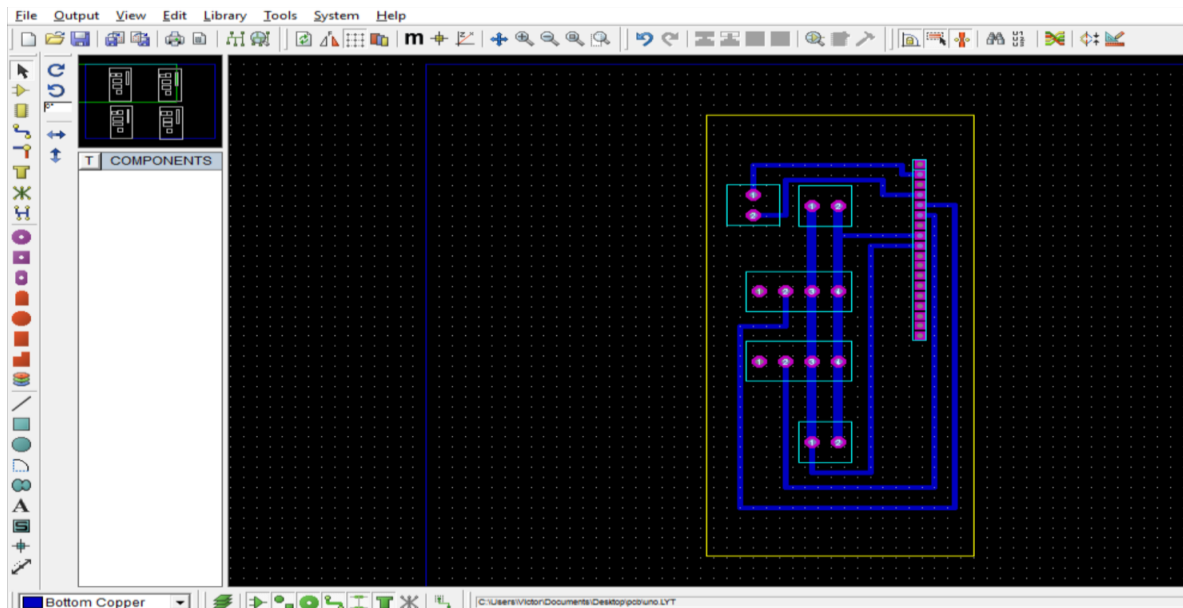 File Output View Edit Library Tools System Help
m
0°
T COMPONENTS
1
2
1 2
1 2 3 4
1 2 3 4
1 2
A
S
Bottom Copper
C:\Users\Victor\Documents\Desktop\pcb\uno.LYT